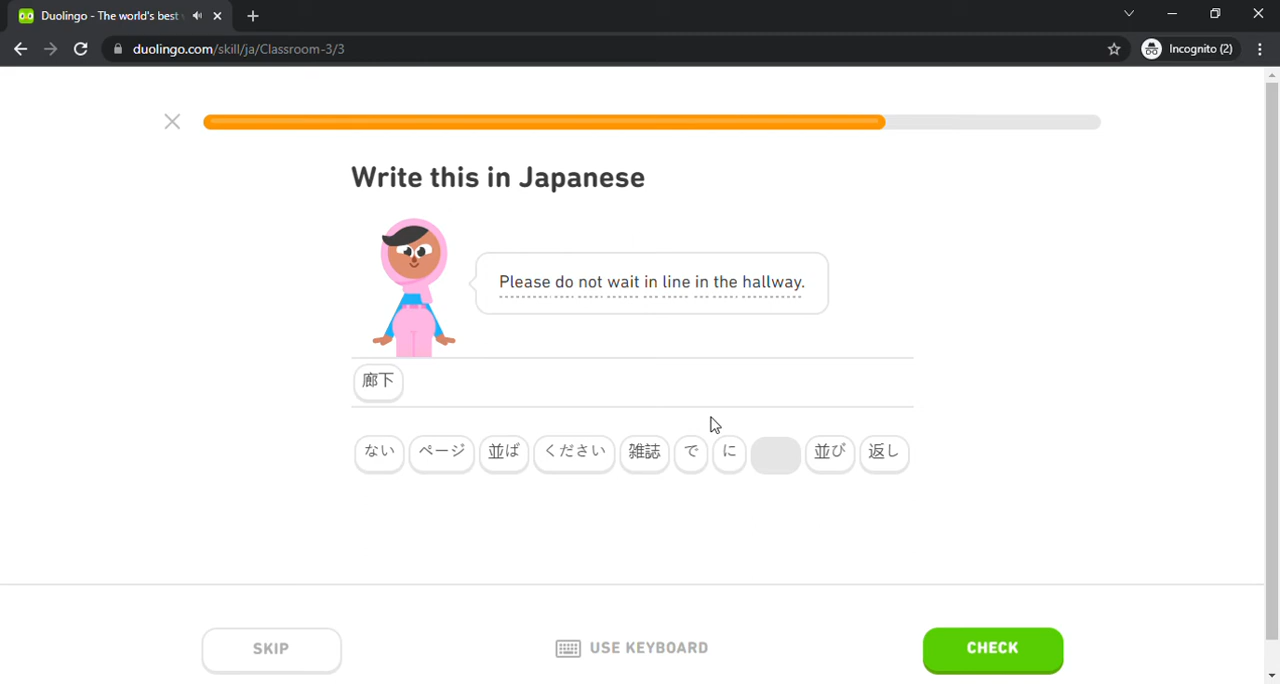 Duolingo - The world's best
duolingo.com/skill/ja/Classroom-3/3
Incognito (2)
Write this in Japanese
Please do not wait in line in the hallway.
廊下
ない ページ 並ば ください 雑誌 で に 並び 返し
SKIP
USE KEYBOARD
CHECK